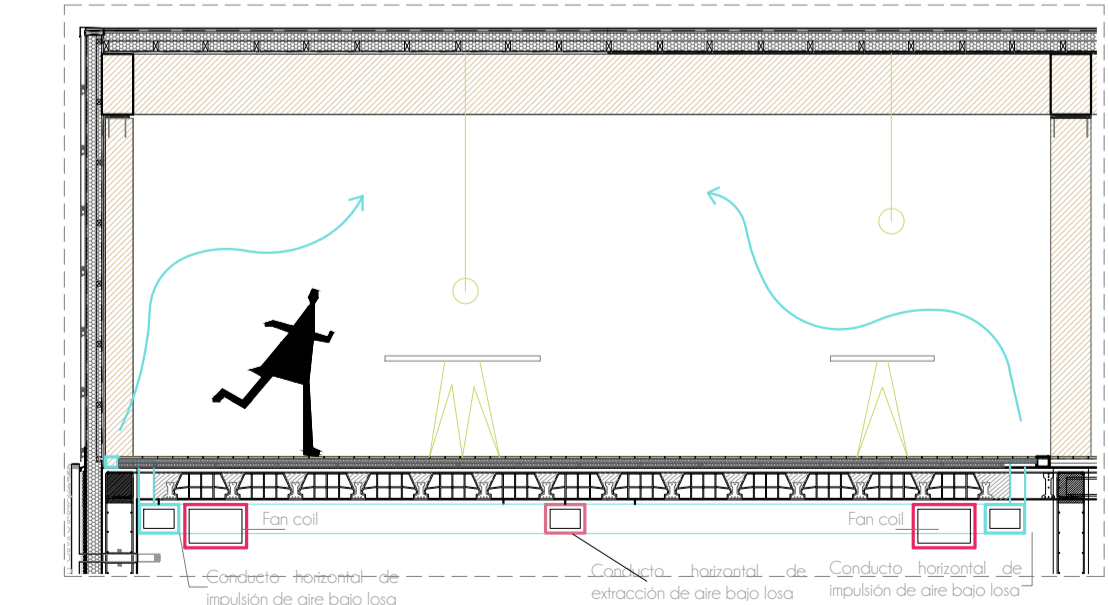 Fan coil
Fan coil
Conducto horizontal de
impulsión de aire bajo losa
Conducto horizontal de
extracción de aire bajo losa
Conducto horizontal de
impulsión de aire bajo losa